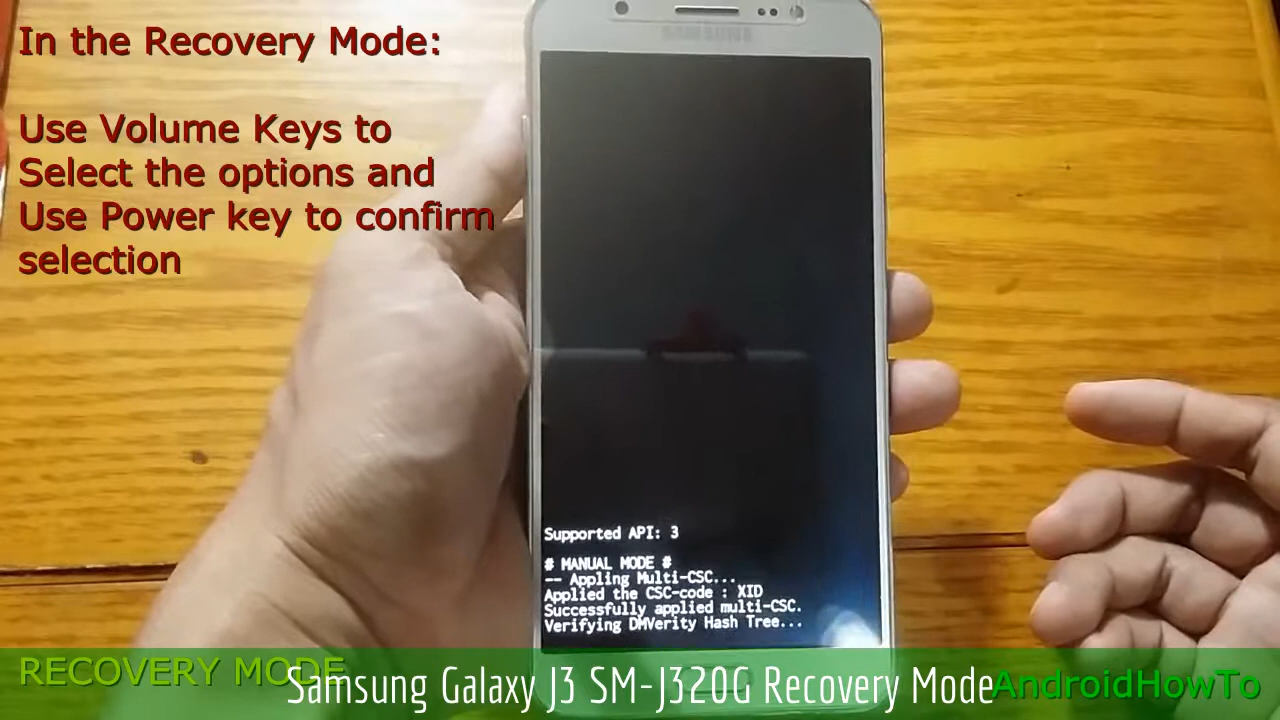 In the Recovery Mode:
Use Volume Keys to
Select the options and
Use Power key to confirm
selection
SAMSUNG
Supported API: 3
# MANUAL MODE #
-- Appling Multi-CSC...
Applied the CSC-code : XID
Successfully applied multi-CSC.
Verifying DMVerity Hash Tree...
RECOVERY MODE
Samsung Galaxy J3 SM-J320G Recovery Mode
AndroidHowTo